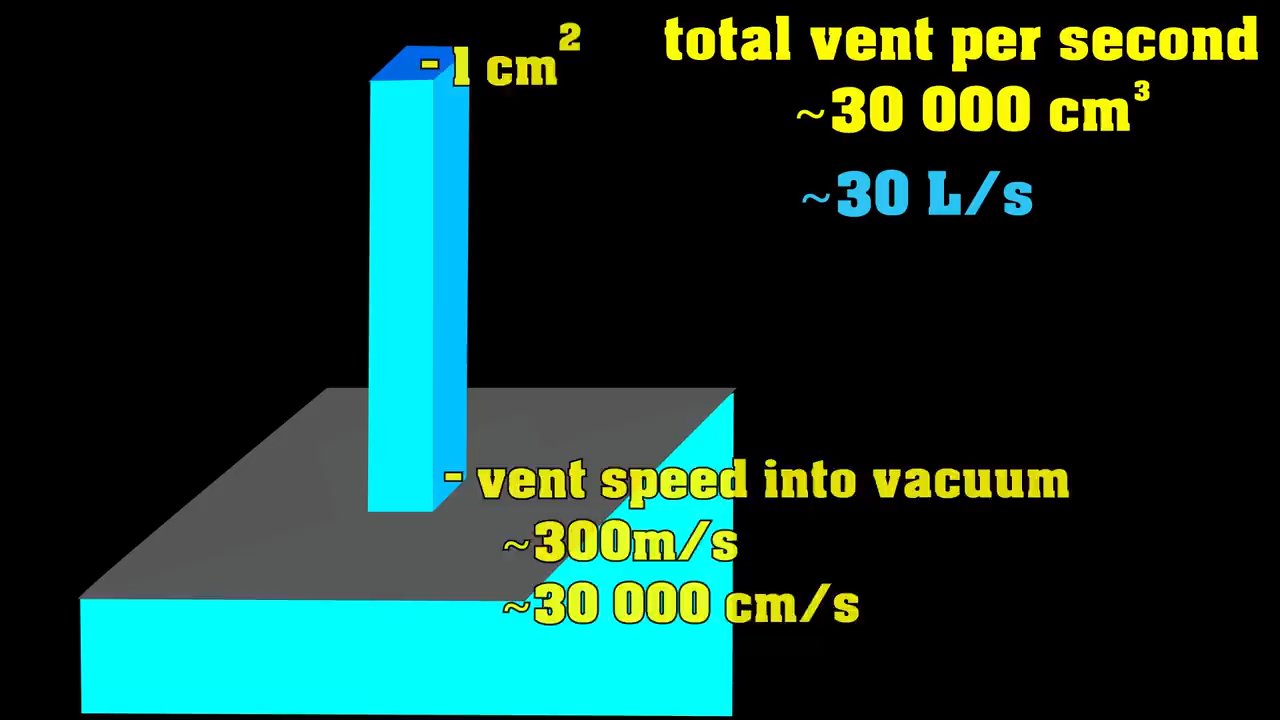 - 1 cm²
total vent per second
~30 000 cm³
~30 L/s
- vent speed into vacuum
~300m/s
~30 000 cm/s